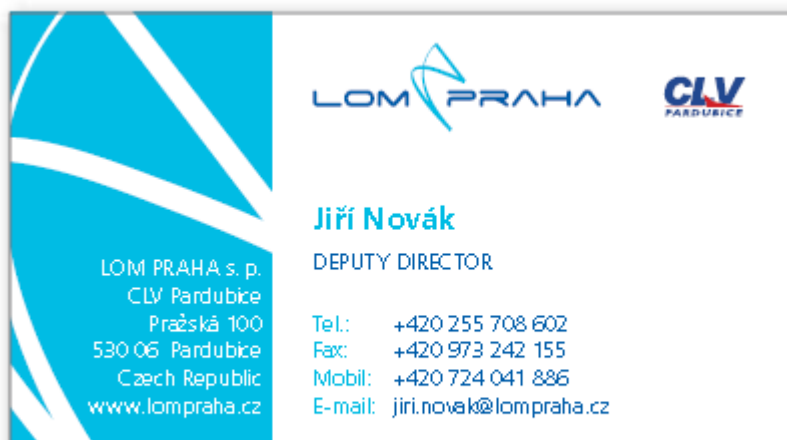 LOM PRAHA
CLV
PARDUBICE
Jiří Novák
DEPUTY DIRECTOR
LOM PRAHA s. p.
CLV Pardubice
Pražská 100
530 06 Pardubice
Czech Republic
www.lompraha.cz
Tel.: +420 255 708 602
Fax: +420 973 242 155
Mobil: +420 724 041 886
E-mail: jiri.novak@lompraha.cz